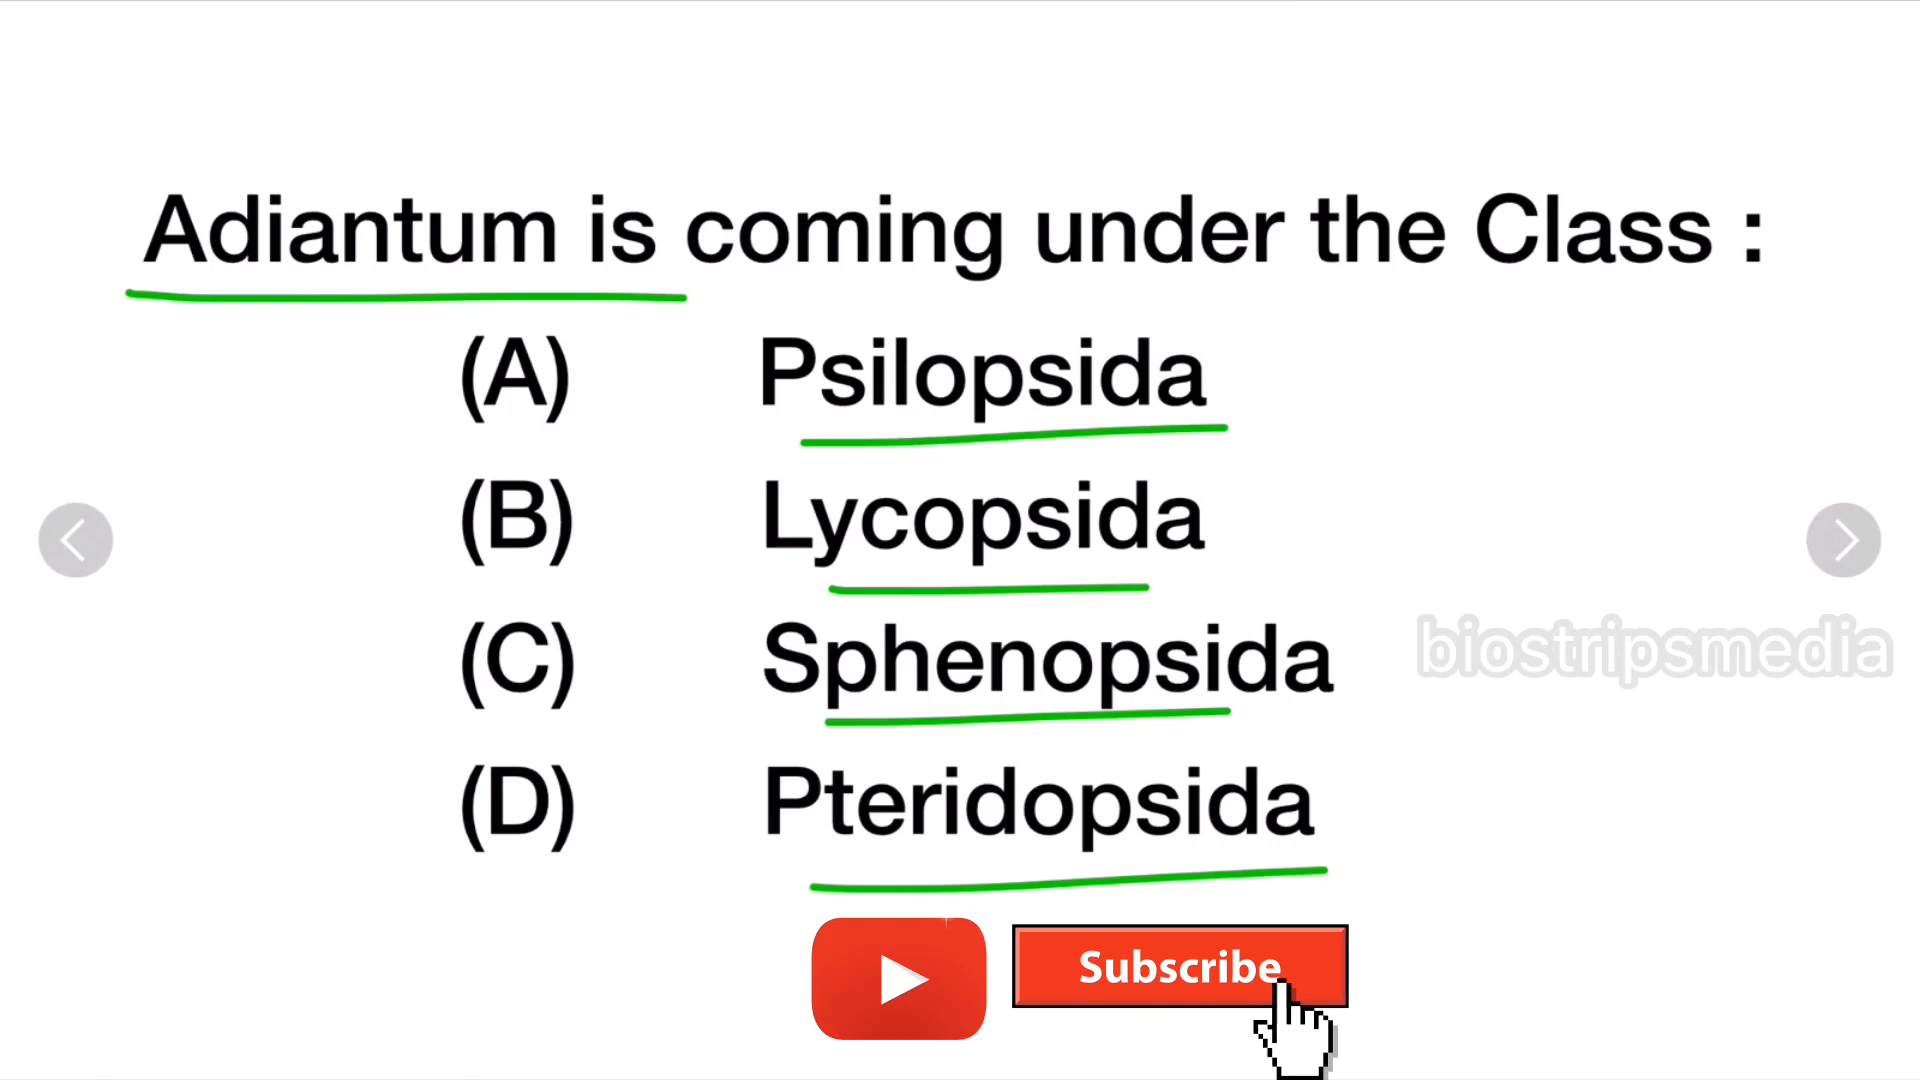 Adiantum is coming under the Class :
(A) Psilopsida
(B) Lycopsida
(C) Sphenopsida
biostripsmedia
(D) Pteridopsida
Subscribe